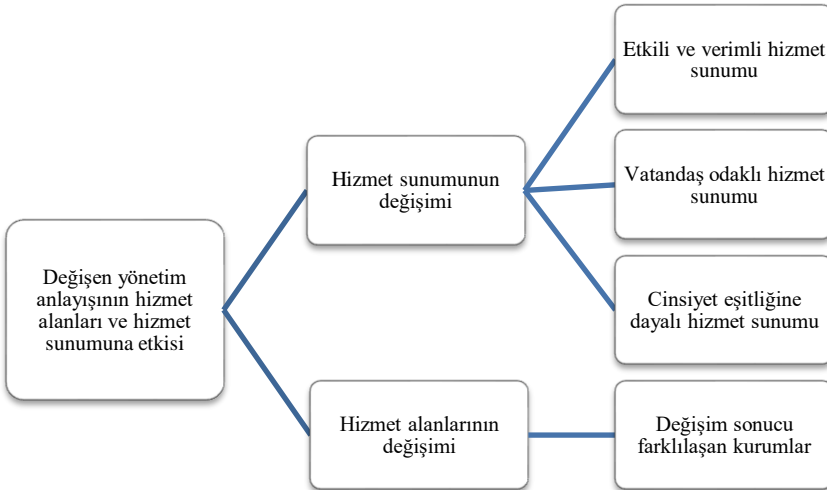 Değişen yönetim
anlayışının hizmet
alanları ve hizmet
sunumuna etkisi
Hizmet sunumunun
değişimi
Etkili ve verimli hizmet
sunumu
Vatandaş odaklı hizmet
sunumu
Cinsiyet eşitliğine
dayalı hizmet sunumu
Hizmet alanlarının
değişimi
Değişim sonucu
farklılaşan kurumlar